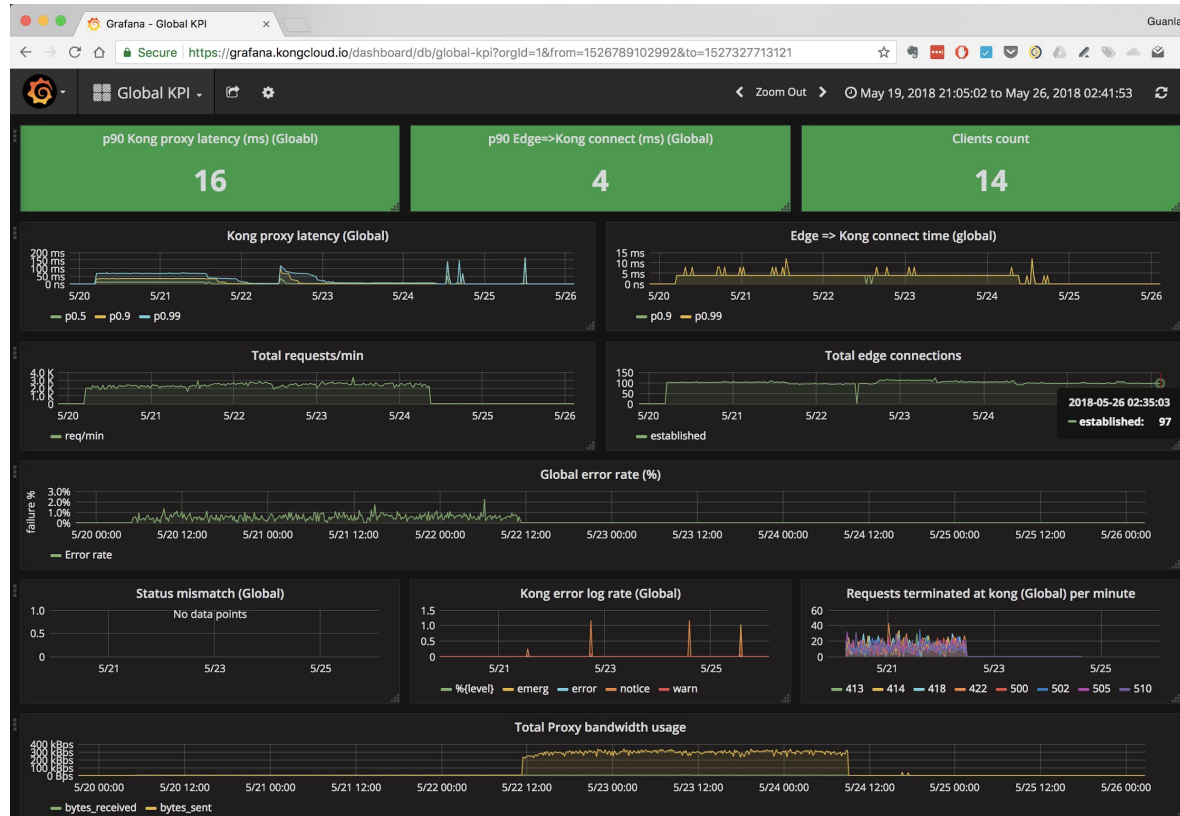 Grafana - Global KPI
Guanla
Secure https://grafana.kongcloud.io/dashboard/db/global-kpi?orgId=1&from=1526789102992&to=1527327713121
Global KPI
Zoom Out
May 19, 2018 21:05:02 to May 26, 2018 02:41:53
p90 Kong proxy latency (ms) (Gloabl)
16
p90 Edge=>Kong connect (ms) (Global)
4
Clients count
14
Kong proxy latency (Global)
200 ms
150 ms
100 ms
50 ms
0 ns
5/20 5/21 5/22 5/23 5/24 5/25 5/26
p0.5 p0.9 p0.99
Edge => Kong connect time (global)
15 ms
10 ms
5 ms
0 ns
5/20 5/21 5/22 5/23 5/24 5/25 5/26
p0.9 p0.99
Total requests/min
4.0 K
3.0 K
2.0 K
1.0 K
0
5/20 5/21 5/22 5/23 5/24 5/25 5/26
req/min
Total edge connections
150
100
50
0
5/20 5/21 5/22 5/23 5/24
2018-05-26 02:35:03
established: 97
established
Global error rate (%)
failure %
3.0%
2.0%
1.0%
0%
5/20 00:00 5/20 12:00 5/21 00:00 5/21 12:00 5/22 00:00 5/22 12:00 5/23 00:00 5/23 12:00 5/24 00:00 5/24 12:00 5/25 00:00 5/25 12:00 5/26 00:00
Error rate
Status mismatch (Global)
No data points
1.0
0.5
0
5/21 5/23 5/25
Kong error log rate (Global)
1.5
1.0
0.5
0
5/21 5/23 5/25
%{level} emerg error notice warn
Requests terminated at kong (Global) per minute
60
40
20
0
5/21 5/23 5/25
413 414 418 422 500 502 505 510
Total Proxy bandwidth usage
400 kBps
300 kBps
200 kBps
100 kBps
0 Bps
5/20 00:00 5/20 12:00 5/21 00:00 5/21 12:00 5/22 00:00 5/22 12:00 5/23 00:00 5/23 12:00 5/24 00:00 5/24 12:00 5/25 00:00 5/25 12:00 5/26 00:00
bytes_received bytes_sent